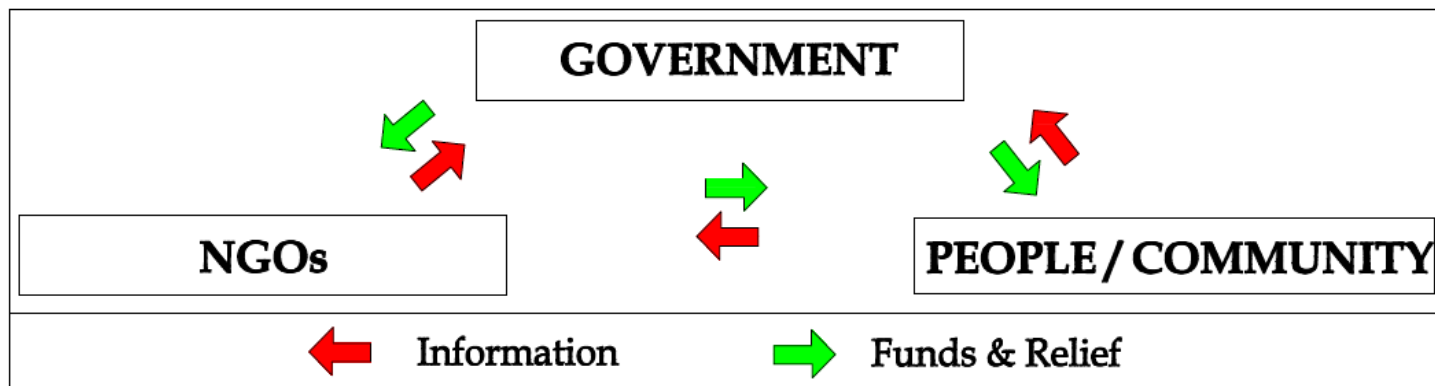 GOVERNMENT
NGOs
PEOPLE / COMMUNITY
Information
Funds & Relief